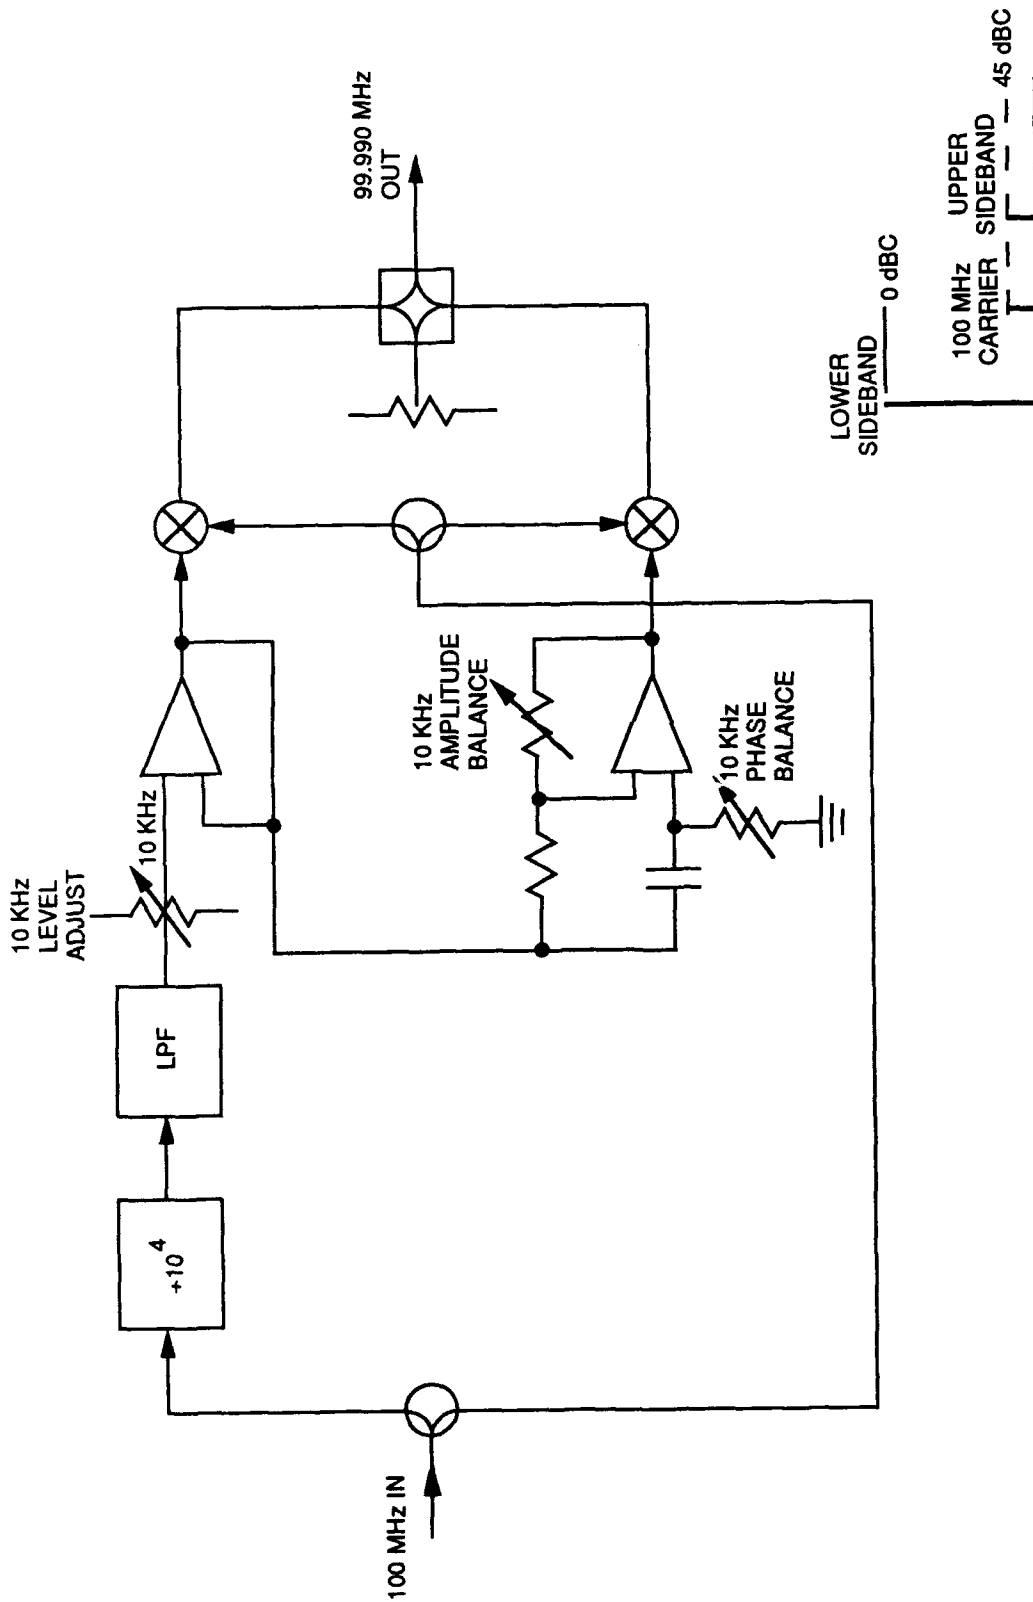 100 MHz IN
+10 4
LPF
10 KHz
LEVEL
ADJUST
10 KHz
10 KHz
AMPLITUDE
BALANCE
10 KHz
PHASE
BALANCE
99.990 MHz
OUT
LOWER
SIDEBAND
0 dBC
100 MHz
CARRIER
UPPER
SIDEBAND
45 dBC